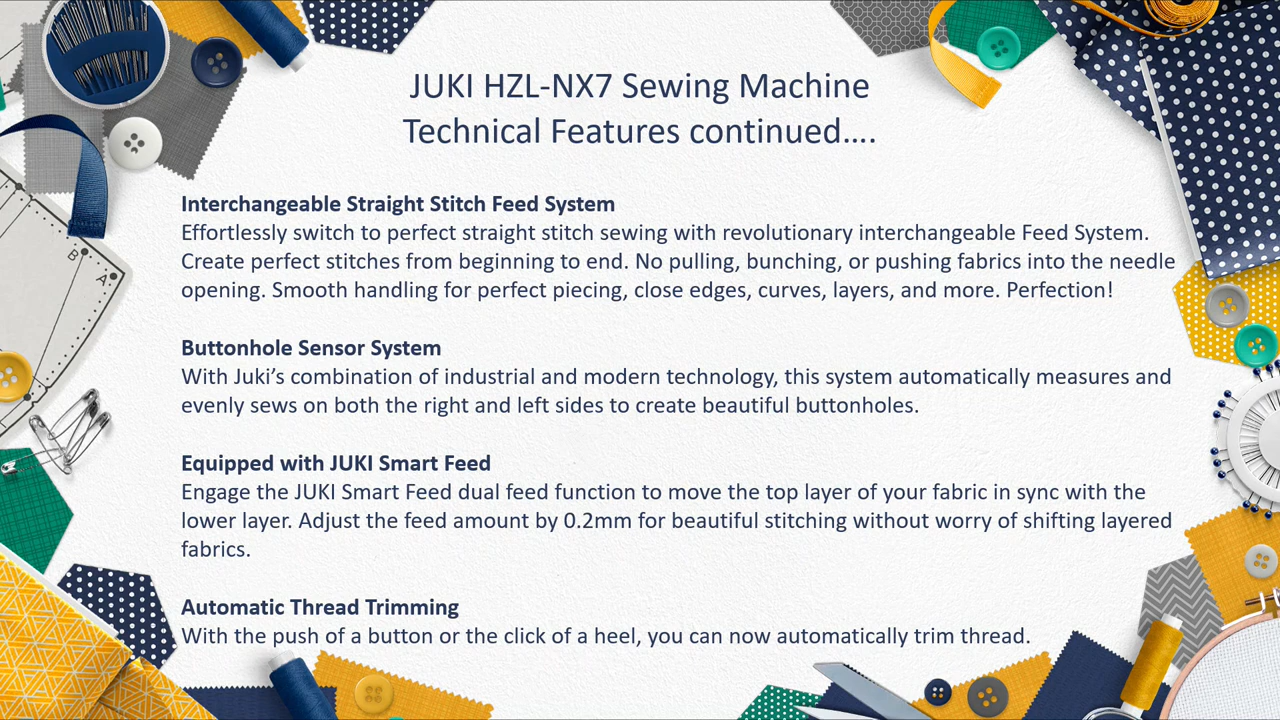 JUKI HZL-NX7 Sewing Machine
Technical Features continued....
Interchangeable Straight Stitch Feed System
Effortlessly switch to perfect straight stitch sewing with revolutionary interchangeable Feed System.
Create perfect stitches from beginning to end. No pulling, bunching, or pushing fabrics into the needle
opening. Smooth handling for perfect piecing, close edges, curves, layers, and more. Perfection!
Buttonhole Sensor System
With Juki’s combination of industrial and modern technology, this system automatically measures and
evenly sews on both the right and left sides to create beautiful buttonholes.
Equipped with JUKI Smart Feed
Engage the JUKI Smart Feed dual feed function to move the top layer of your fabric in sync with the
lower layer. Adjust the feed amount by 0.2mm for beautiful stitching without worry of shifting layered
fabrics.
Automatic Thread Trimming
With the push of a button or the click of a heel, you can now automatically trim thread.
B
A